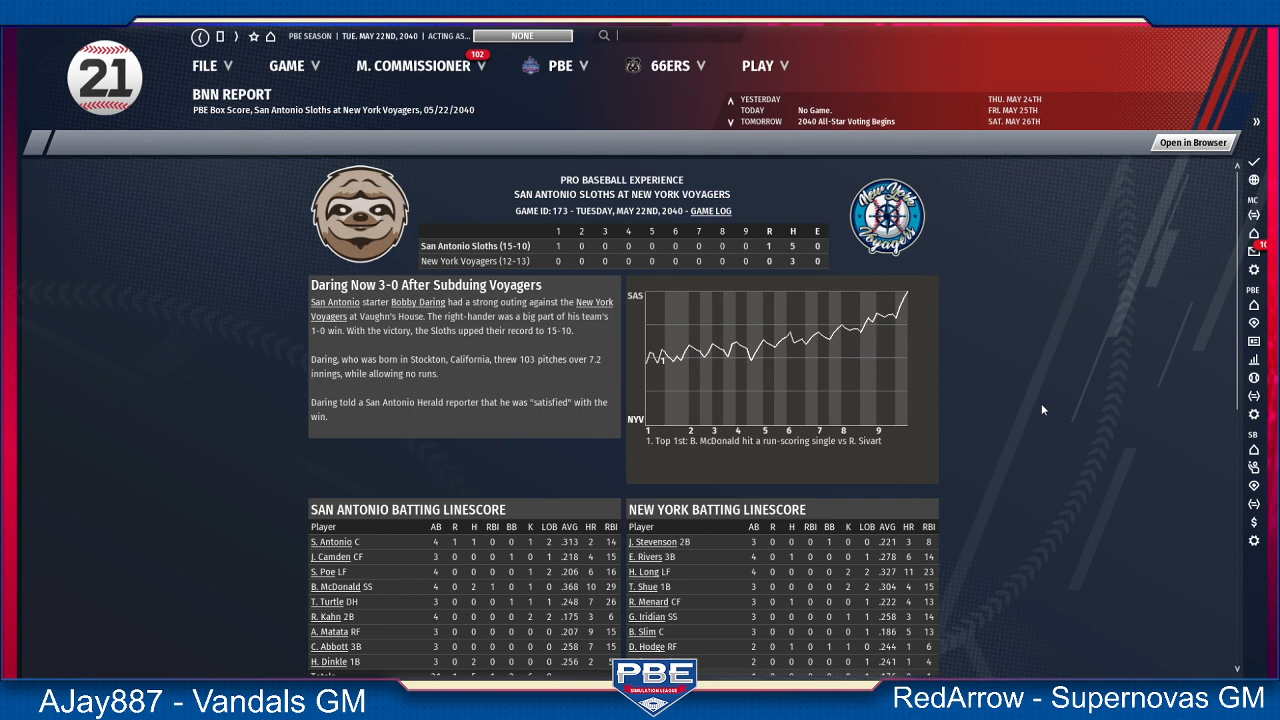 PBE SEASON | TUE. MAY 22ND, 2040 | ACTING AS... NONE
21 FILE GAME M. COMMISSIONER 102 PBE 66ERS PLAY
BNN REPORT
PBE Box Score, San Antonio Sloths at New York Voyagers, 05/22/2040
YESTERDAY THU. MAY 24TH
TODAY No Game. FRI. MAY 25TH
TOMORROW 2040 All-Star Voting Begins SAT. MAY 26TH
Open in Browser
MC
10
PBE
SB
PRO BASEBALL EXPERIENCE
SAN ANTONIO SLOTHS AT NEW YORK VOYAGERS
GAME ID: 173 - TUESDAY, MAY 22ND, 2040 - GAME LOG
New York Voyagers
1 2 3 4 5 6 7 8 9 R H E
San Antonio Sloths (15-10) 1 0 0 0 0 0 0 0 0 1 5 0
New York Voyagers (12-13) 0 0 0 0 0 0 0 0 0 0 3 0
Daring Now 3-0 After Subduing Voyagers
San Antonio starter Bobby Daring had a strong outing against the New York
Voyagers at Vaughn's House. The right-hander was a big part of his team's
1-0 win. With the victory, the Sloths upped their record to 15-10.
Daring, who was born in Stockton, California, threw 103 pitches over 7.2
innings, while allowing no runs.
Daring told a San Antonio Herald reporter that he was "satisfied" with the
win.
SAS
1
NYV
1 2 3 4 5 6 7 8 9
1. Top 1st: B. McDonald hit a run-scoring single vs R. Sivart
SAN ANTONIO BATTING LINESCORE
Player AB R H RBI BB K LOB AVG HR RBI
S. Antonio C 4 1 1 0 0 1 2 .313 2 14
J. Camden CF 3 0 0 0 1 0 1 .218 4 15
S. Poe LF 4 0 0 0 0 1 2 .206 6 16
B. McDonald SS 4 0 2 1 0 1 0 .368 10 29
T. Turtle DH 3 0 0 0 1 1 1 .248 7 26
R. Kahn 2B 4 0 0 0 0 2 2 .175 3 6
A. Matata RF 3 0 0 0 0 0 0 .207 9 15
C. Abbott 3B 3 0 0 0 0 0 0 .258 7 15
H. Dinkle 1B 3 0 2 0 0 0 0 .256 2
NEW YORK BATTING LINESCORE
Player AB R H RBI BB K LOB AVG HR RBI
J. Stevenson 2B 3 0 0 0 1 0 0 .221 3 8
E. Rivers 3B 4 0 1 0 0 0 1 .278 6 14
H. Long LF 4 0 0 0 0 2 2 .327 11 23
T. Shue 1B 3 0 0 0 0 2 2 .304 4 15
R. Menard CF 3 0 1 0 0 0 1 .222 4 13
G. Iridian SS 3 0 0 0 0 1 1 .258 3 14
B. Slim C 3 0 0 0 0 0 1 .186 5 13
D. Hodge RF 2 0 1 0 1 1 0 .244 1 6
2 0 0 0 0 0 1 .241 1 4
PBE
SIMULATION LEAGUE
AJay887 - Vandals GM
RedArrow - Supernovas GM